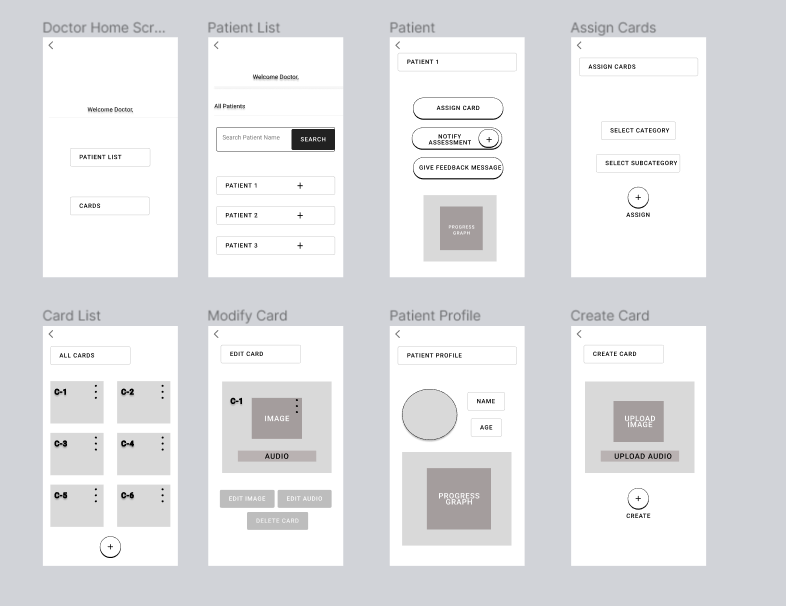 Doctor Home Scr...
Welcome Doctor,
PATIENT LIST
CARDS
Patient List
Welcome Doctor,
All Patients
Search Patient Name
SEARCH
PATIENT 1 +
PATIENT 2 +
PATIENT 3 +
Patient
PATIENT 1
ASSIGN CARD
NOTIFY
ASSESSMENT
+
GIVE FEEDBACK MESSAGE
PROGRESS
GRAPH
Assign Cards
ASSIGN CARDS
SELECT CATEGORY
SELECT SUBCATEGORY
+
ASSIGN
Card List
ALL CARDS
C-1
C-2
C-3
C-4
C-5
C-6
+
Modify Card
EDIT CARD
C-1
IMAGE
AUDIO
EDIT IMAGE
EDIT AUDIO
DELETE CARD
Patient Profile
PATIENT PROFILE
NAME
AGE
PROGRESS
GRAPH
Create Card
CREATE CARD
UPLOAD
IMAGE
UPLOAD AUDIO
+
CREATE